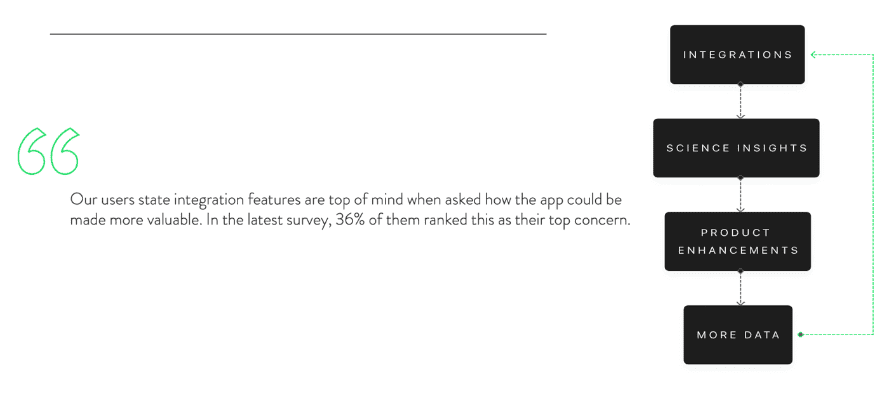 Our users state integration features are top of mind when asked how the app could be
made more valuable. In the latest survey, 36% of them ranked this as their top concern.
INTEGRATIONS
SCIENCE INSIGHTS
PRODUCT
ENHANCEMENTS
MORE DATA